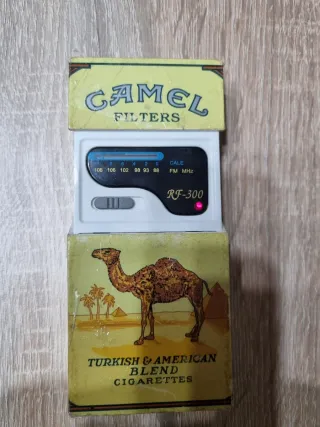 CAMEL
FILTERS
DALE
108 106 102 98 93 88 FM MHz
RF-300
TURKISH & AMERICAN
BLEND
CIGARETTES